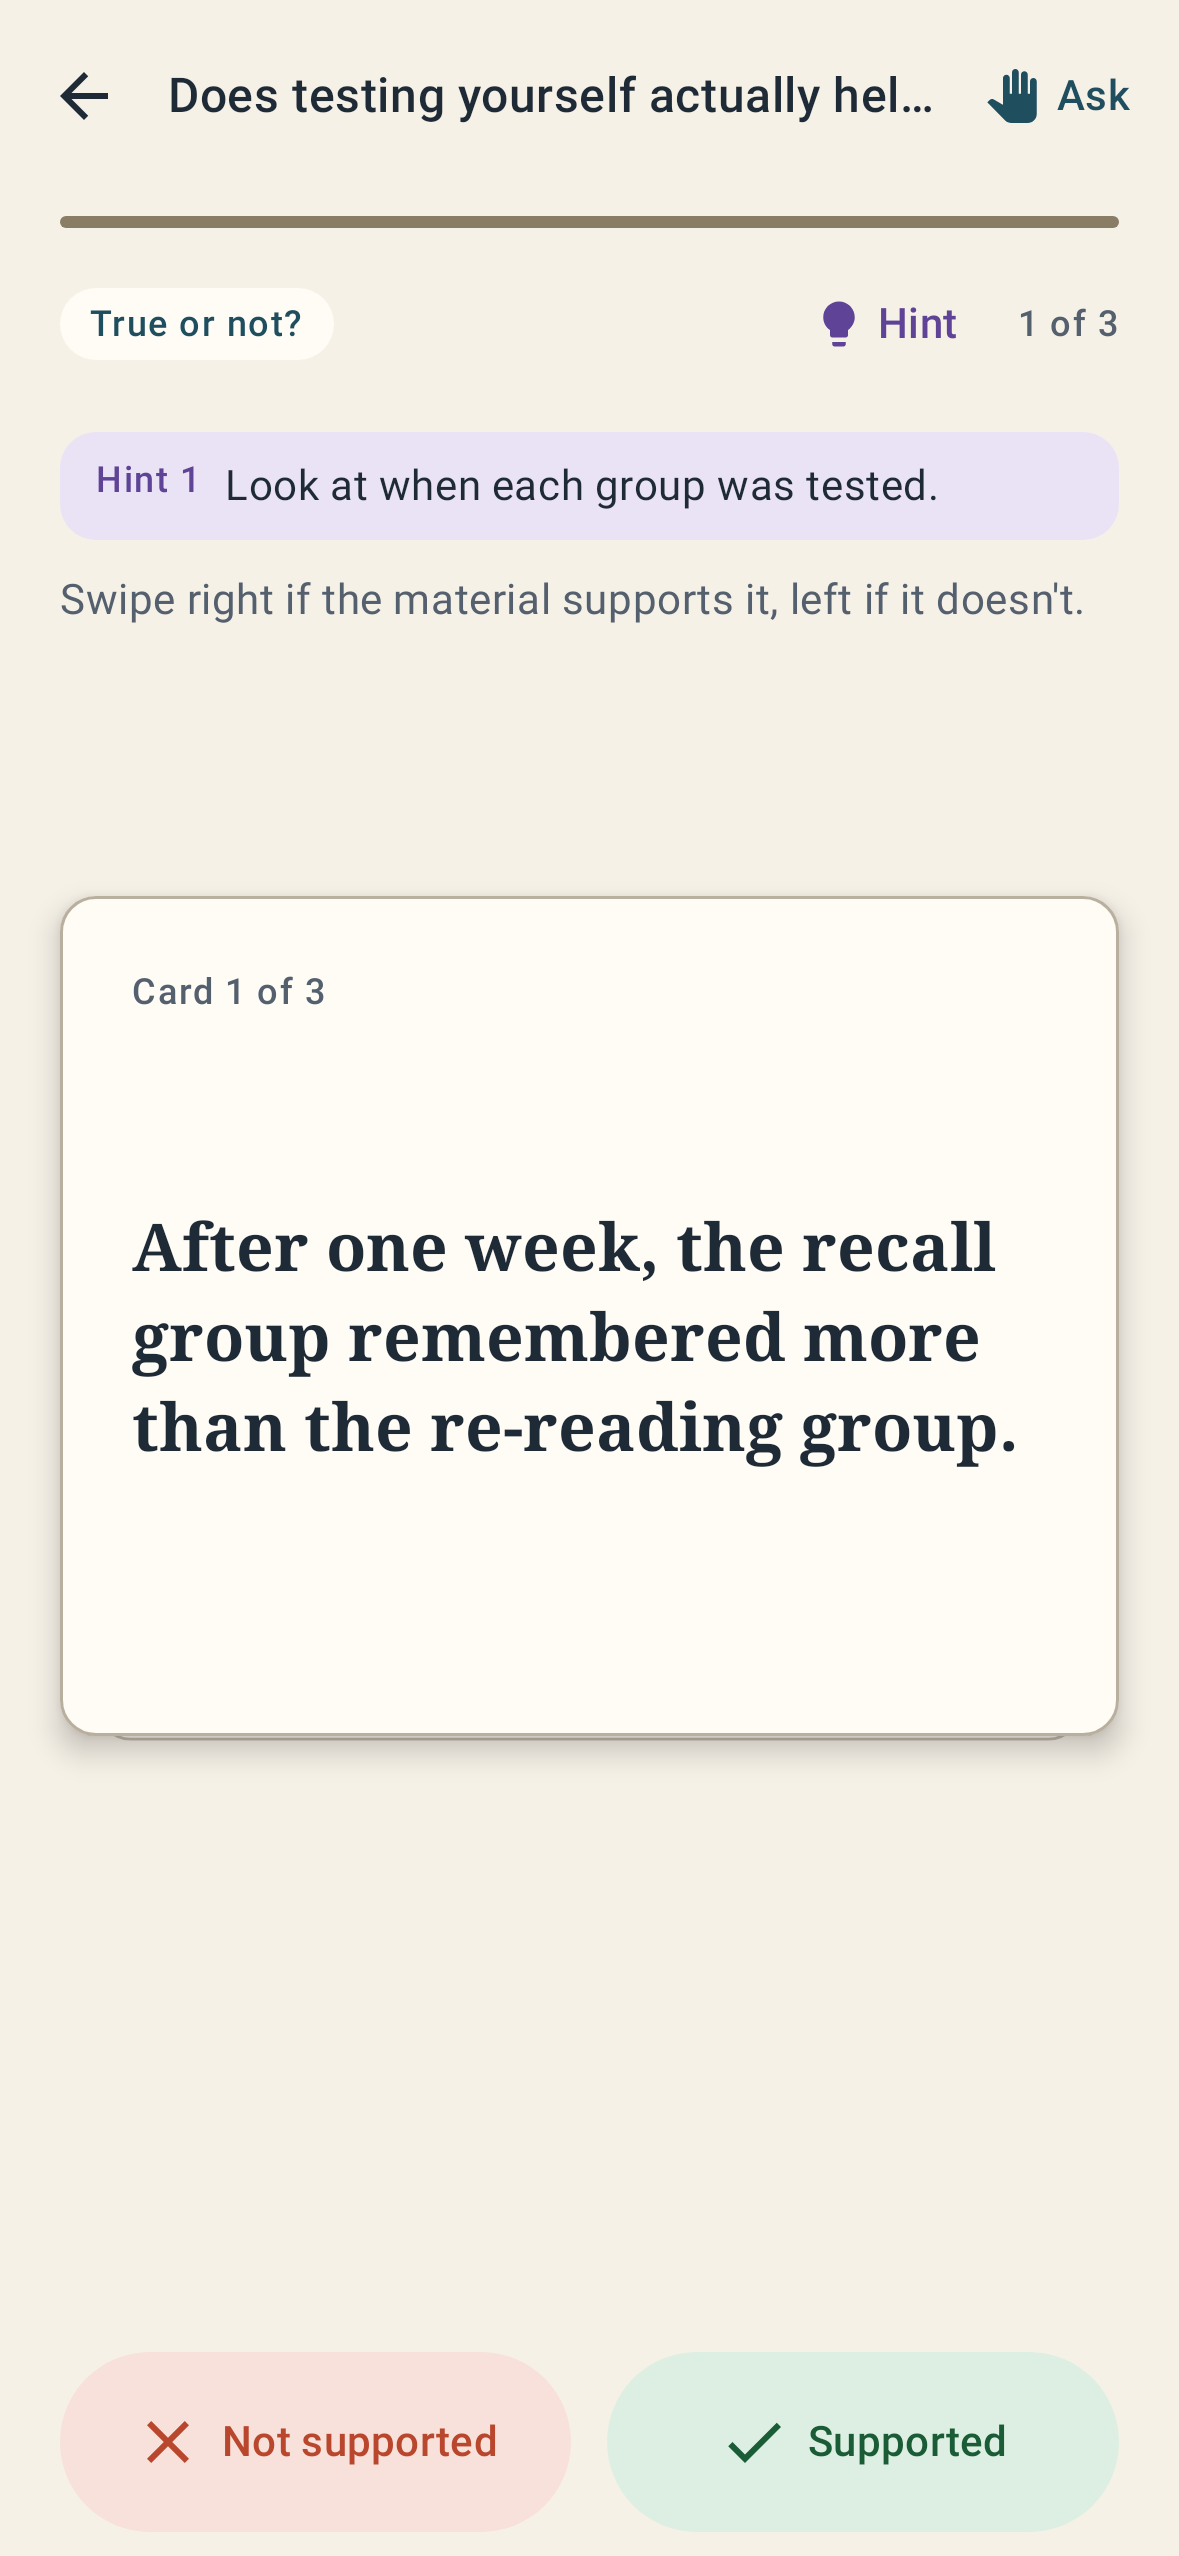 Does testing yourself actually hel…
Ask
True or not?
Hint
1 of 3
Hint 1 Look at when each group was tested.
Swipe right if the material supports it, left if it doesn't.
Card 1 of 3
After one week, the recall
group remembered more
than the re-reading group.
Not supported
Supported